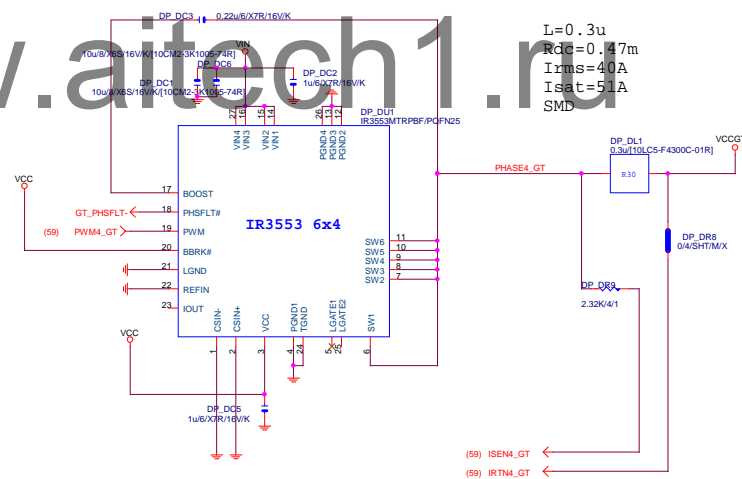 DP_DC3
0.22u/6/X7R/16V/K
L=0.3u
Rdc=0.47m
Irms=40A
Isat=51A
SMD
www.aitech1.ru
VIN
10u/8/X6S/16V/K/[10CM2-3K1005-74R]
DP_DC6
DP_DC1
10u/8/X6S/16V/K/[10CM2-3K1005-74R]
DP_DC2
1u/6/X7R/16V/K
DP_DU1
IR3553MTRPBF/PQFN25
27 16 15 14 26 13 12
VIN4 VIN3 VIN2 VIN1 PGND4 PGND3 PGND2
VCC
17 BOOST
GT_PHSFLT- 18 PHSFLT#
(59) PWM4_GT 19 PWM
20 BBRK#
21 LGND
22 REFIN
23 IOUT
IR3553 6x4
SW6 11
SW5 10
SW4 9
SW3 8
SW2 7
CSIN- CSIN+ VCC PGND1 TGND LGATE1 LGATE2 SW1
1 2 3 4 24 5 25 6
VCC
DP_DC5
1u/6/X7R/16V/K
PHASE4_GT
DP_DL1
0.3u/[10LC5-F4300C-01R]
R30
VCCGT
DP_DR8
0/4/SHT/M/X
DP_DR9
2.32K/4/1
(59) ISEN4_GT
(59) IRTN4_GT